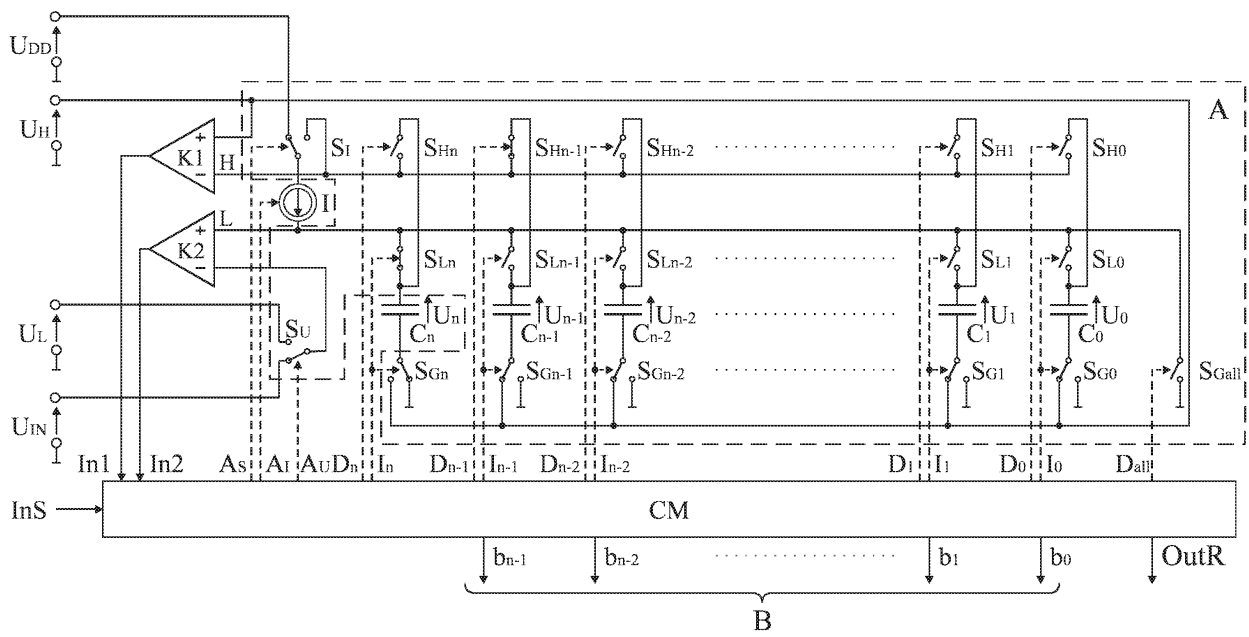 UDD
UH
A
K1
+
−
H
SI
SHn
SHn-1
SHn-2
SH1
SH0
I
K2
+
−
L
SLn
SLn-1
SLn-2
SL1
SL0
UL
SU
Cn
Un
Cn-1
Un-1
Cn-2
Un-2
C1
U1
C0
U0
SGn
SGn-1
SGn-2
SG1
SG0
SGall
UIN
In1 In2 AS AI AU Dn In Dn-1 In-1 Dn-2 In-2 D1 I1 D0 I0 Dall
InS
CM
bn-1 bn-2 b1 b0 OutR
B